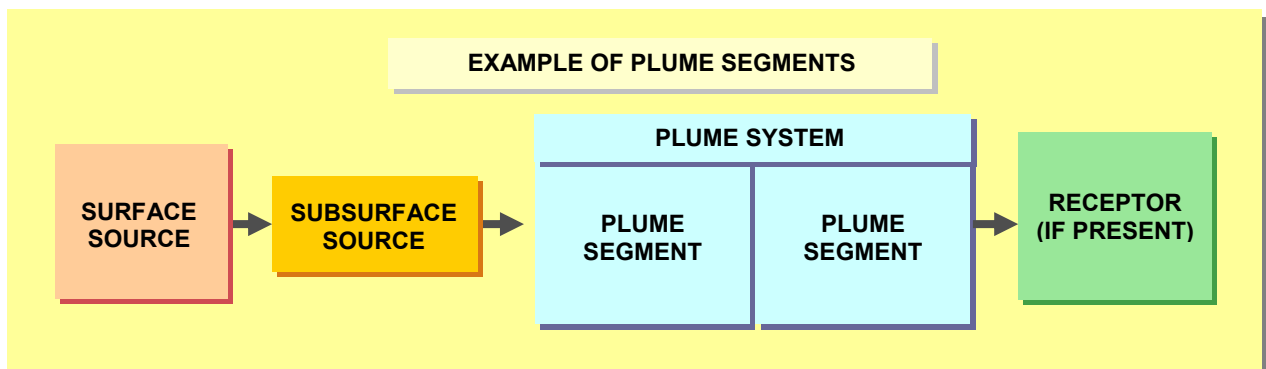 EXAMPLE OF PLUME SEGMENTS
SURFACE
SOURCE
SUBSURFACE
SOURCE
PLUME SYSTEM
PLUME
SEGMENT
PLUME
SEGMENT
RECEPTOR
(IF PRESENT)